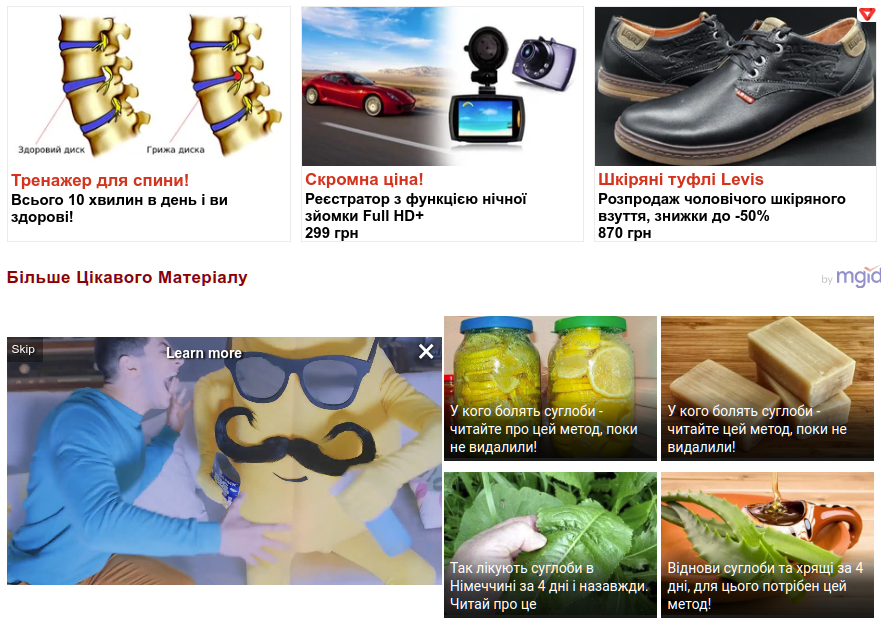 Здоровий диск
Грижа диска
Тренажер для спини!
Всього 10 хвилин в день і ви
здорові!
Скромна ціна!
Реєстратор з функцією нічної
зйомки Full HD+
299 грн
Шкіряні туфлі Levis
Розпродаж чоловічого шкіряного
взуття, знижки до -50%
870 грн
Більше Цікавого Матеріалу
by mgid
Skip
Learn more
У кого болять суглоби -
читайте про цей метод, поки
не видалили!
У кого болять суглоби -
читайте цей метод, поки не
видалили!
Так лікують суглоби в
Німеччині за 4 дні і назавжди.
Читай про це
Віднови суглоби та хрящі за 4
дні, для цього потрібен цей
метод!